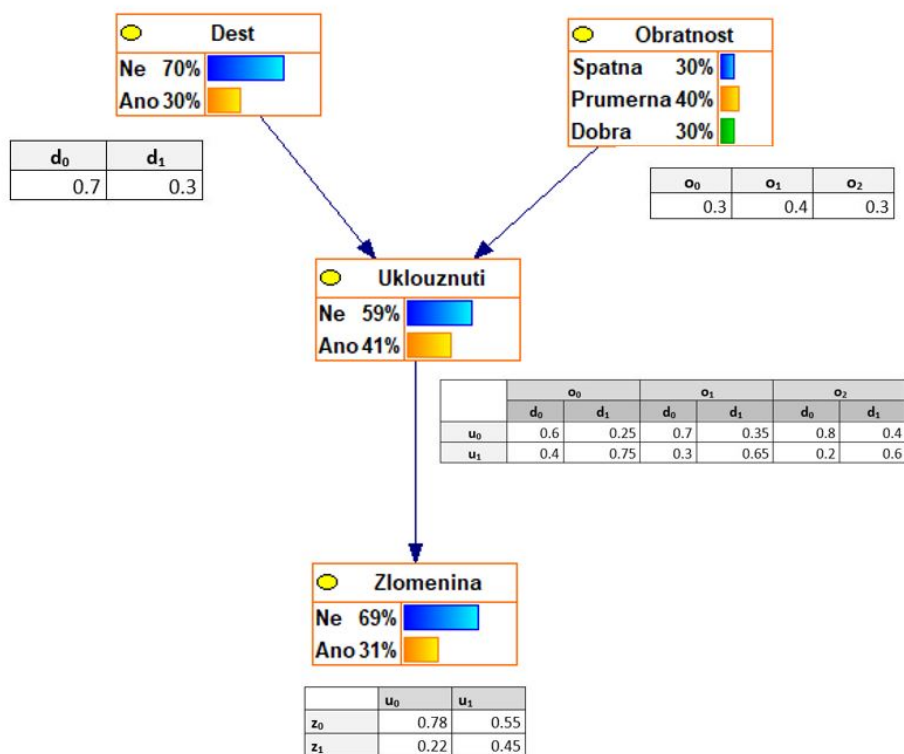 Dest
Ne 70%
Ano 30%
Obratnost
Spatna 30%
Prumerna 40%
Dobra 30%
d₀ d₁
0.7 0.3
o₀ o₁ o₂
0.3 0.4 0.3
Uklouznuti
Ne 59%
Ano 41%
o₀ o₁ o₂
d₀ d₁ d₀ d₁ d₀ d₁
u₀ 0.6 0.25 0.7 0.35 0.8 0.4
u₁ 0.4 0.75 0.3 0.65 0.2 0.6
Zlomenina
Ne 69%
Ano 31%
u₀ u₁
z₀ 0.78 0.55
z₁ 0.22 0.45